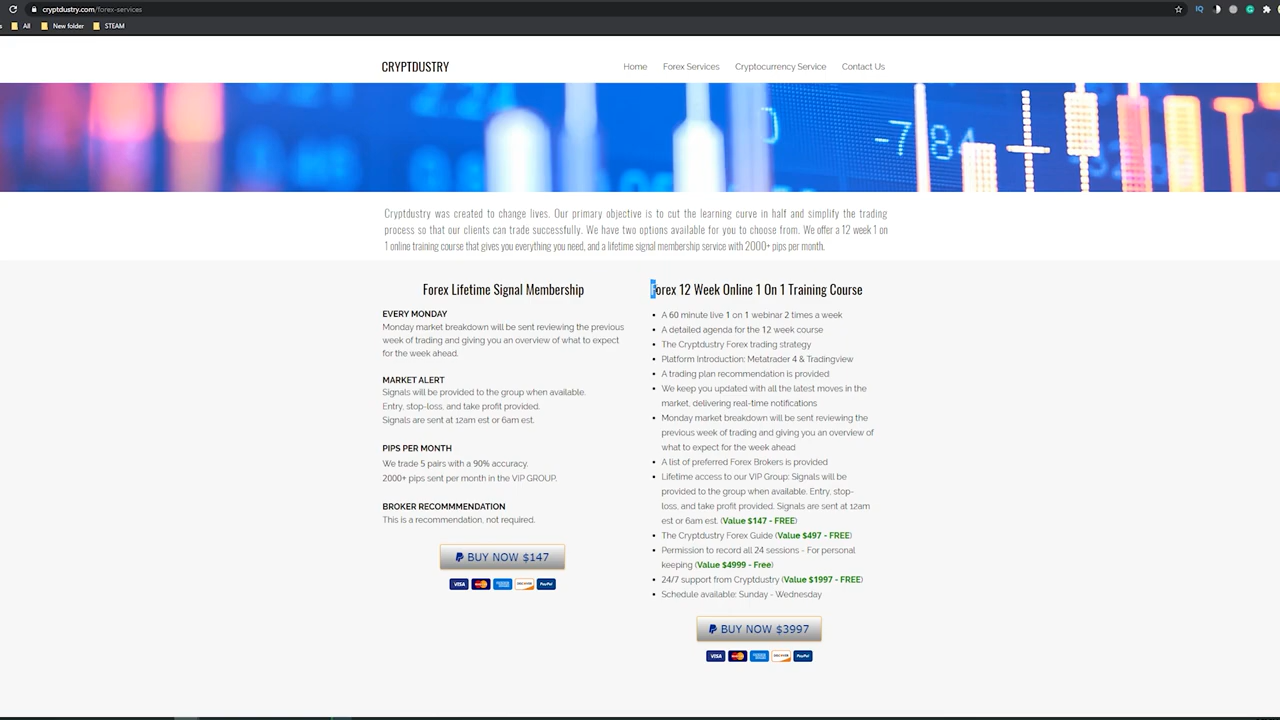 cryptdustry.com/forex-services
All
New folder
STEAM
CRYPTDUSTRY
Home
Forex Services
Cryptocurrency Service
Contact Us
-7.84
Cryptdustry was created to change lives. Our primary objective is to cut the learning curve in half and simplify the trading
process so that our clients can trade successfully. We have two options available for you to choose from. We offer a 12 week 1 on
1 online training course that gives you everything you need, and a lifetime signal membership service with 2000+ pips per month.
Forex Lifetime Signal Membership
EVERY MONDAY
Monday market breakdown will be sent reviewing the previous
week of trading and giving you an overview of what to expect
for the week ahead.
MARKET ALERT
Signals will be provided to the group when available.
Entry, stop-loss, and take profit provided.
Signals are sent at 12am est or 6am est.
PIPS PER MONTH
We trade 5 pairs with a 90% accuracy.
2000+ pips sent per month in the VIP GROUP.
BROKER RECOMMMENDATION
This is a recommendation, not required.
BUY NOW $147
VISA
PayPal
Forex 12 Week Online 1 On 1 Training Course
• A 60 minute live 1 on 1 webinar 2 times a week
• A detailed agenda for the 12 week course
• The Cryptdustry Forex trading strategy
• Platform Introduction: Metatrader 4 & Tradingview
• A trading plan recommendation is provided
• We keep you updated with all the latest moves in the
market, delivering real-time notifications
• Monday market breakdown will be sent reviewing the
previous week of trading and giving you an overview of
what to expect for the week ahead
• A list of preferred Forex Brokers is provided
• Lifetime access to our VIP Group: Signals will be
provided to the group when available. Entry, stop-
loss, and take profit provided. Signals are sent at 12am
est or 6am est. (Value $147 - FREE)
• The Cryptdustry Forex Guide (Value $497 - FREE)
• Permission to record all 24 sessions - For personal
keeping (Value $4999 - Free)
• 24/7 support from Cryptdustry (Value $1997 - FREE)
• Schedule available: Sunday - Wednesday
BUY NOW $3997
VISA
PayPal